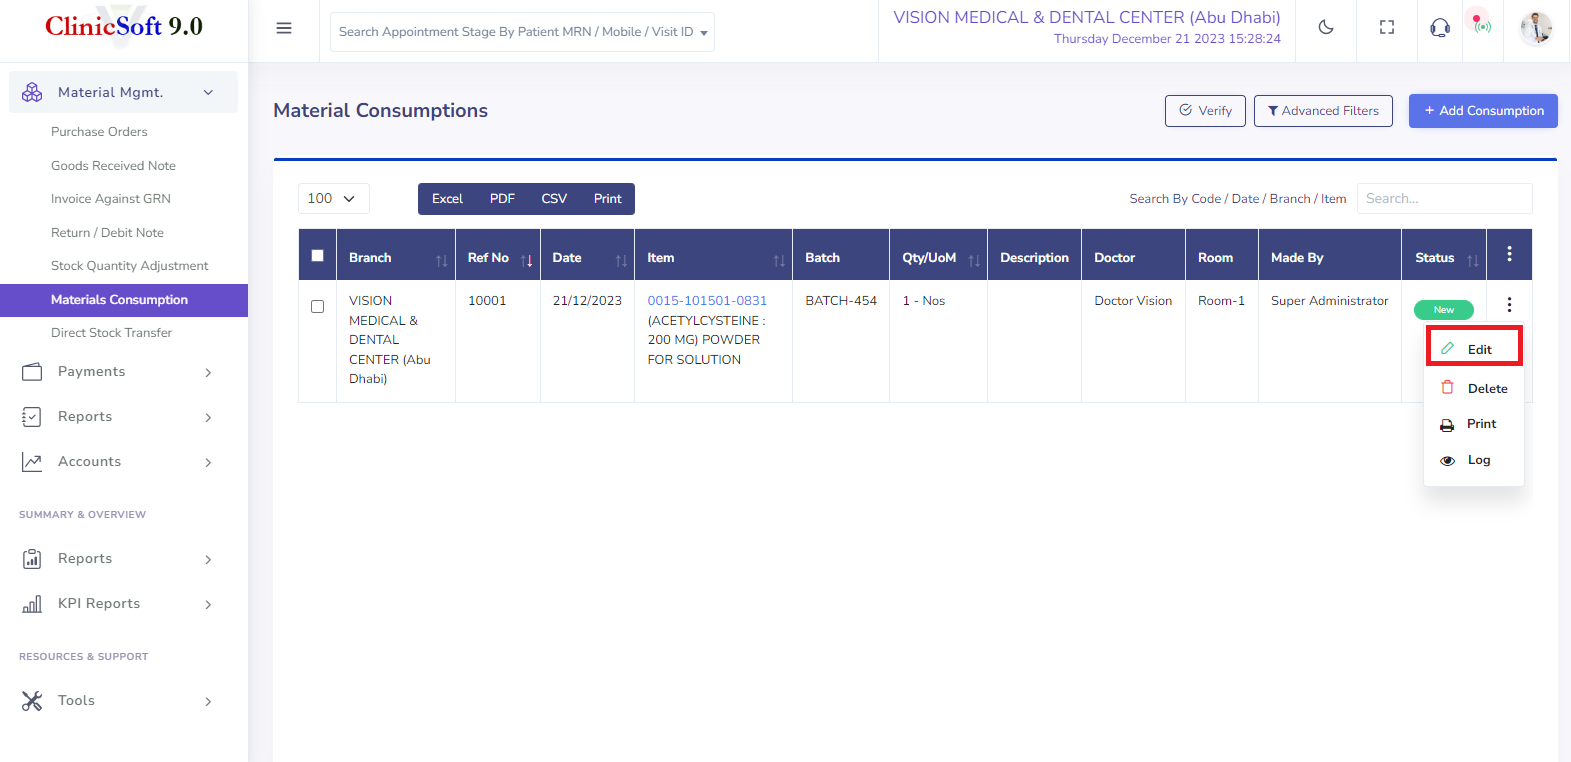 ClinicSoft 9.0
Search Appointment Stage By Patient MRN / Mobile / Visit ID
VISION MEDICAL & DENTAL CENTER (Abu Dhabi)
Thursday December 21 2023 15:28:24
Material Mgmt.
Purchase Orders
Goods Received Note
Invoice Against GRN
Return / Debit Note
Stock Quantity Adjustment
Materials Consumption
Direct Stock Transfer
Payments
Reports
Accounts
SUMMARY & OVERVIEW
Reports
KPI Reports
RESOURCES & SUPPORT
Tools
Material Consumptions
Verify
Advanced Filters
+ Add Consumption
100
Excel PDF CSV Print
Search By Code / Date / Branch / Item
Search...
Branch Ref No Date Item Batch Qty/UoM Description Doctor Room Made By Status
VISION
MEDICAL &
DENTAL
CENTER (Abu
Dhabi)
10001
21/12/2023
0015-101501-0831
(ACETYLCYSTEINE :
200 MG) POWDER
FOR SOLUTION
BATCH-454
1 - Nos
Doctor Vision
Room-1
Super Administrator
New
Edit
Delete
Print
Log